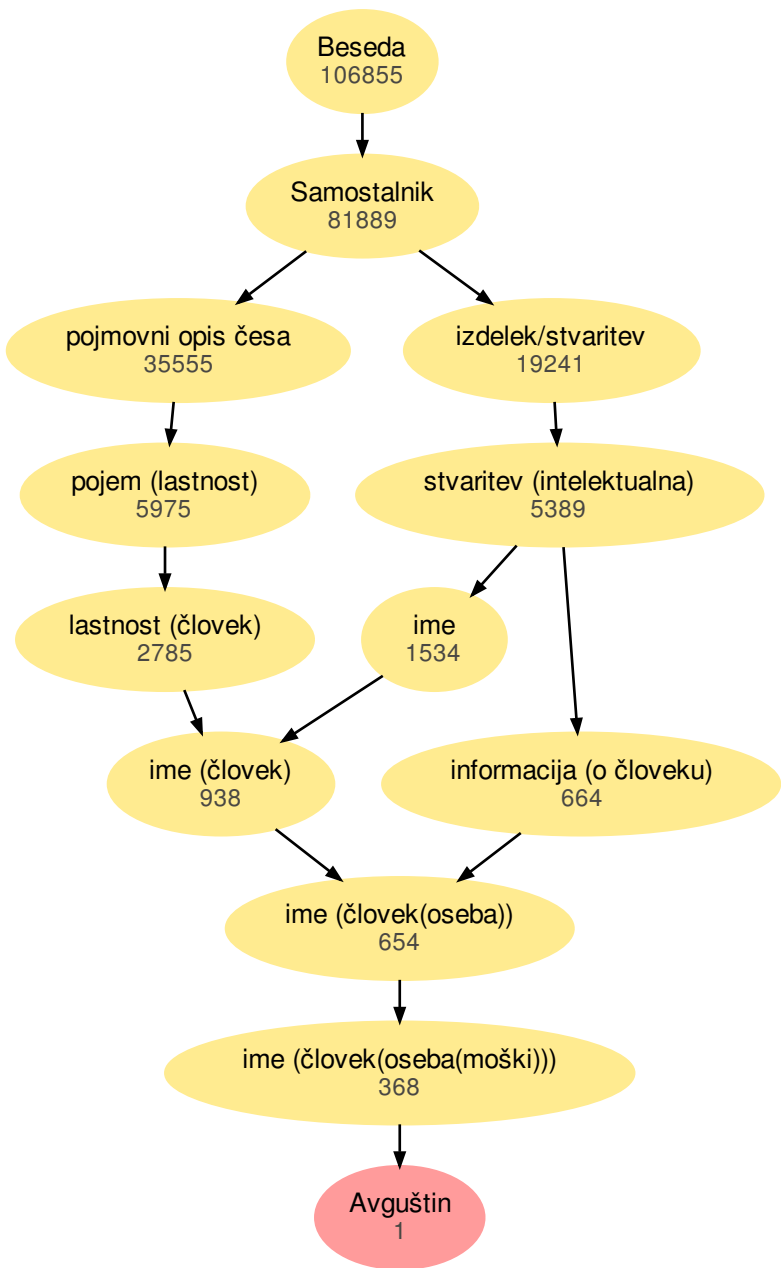 Beseda
106855
Samostalnik
81889
pojmovni opis česa
35555
izdelek/stvaritev
19241
pojem (lastnost)
5975
stvaritev (intelektualna)
5389
lastnost (človek)
2785
ime
1534
ime (človek)
938
informacija (o človeku)
664
ime (človek(oseba))
654
ime (človek(oseba(moški)))
368
Avguštin
1